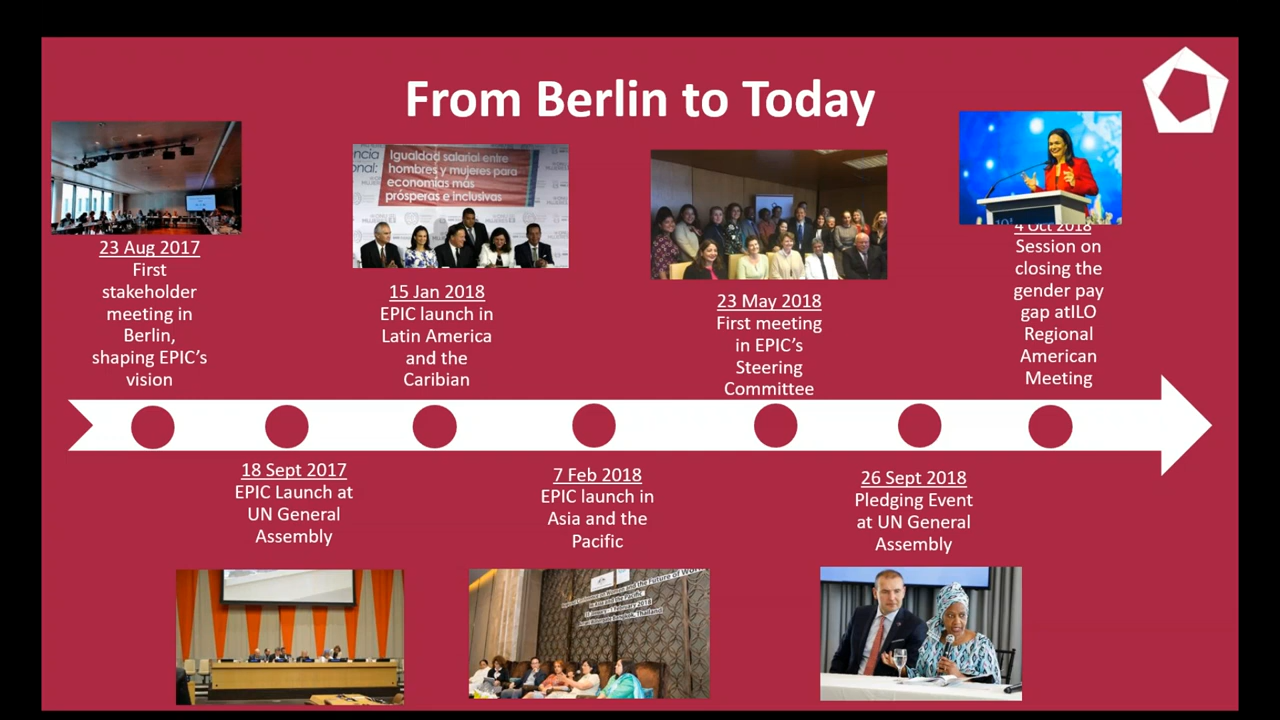 From Berlin to Today
23 Aug 2017
First
stakeholder
meeting in
Berlin,
shaping EPIC’s
vision
18 Sept 2017
EPIC Launch at
UN General
Assembly
Igualdad salarial entre
hombres y mujeres para
economías más
prósperas e inclusivas
15 Jan 2018
EPIC launch in
Latin America
and the
Caribian
7 Feb 2018
EPIC launch in
Asia and the
Pacific
23 May 2018
First meeting
in EPIC’s
Steering
Committee
26 Sept 2018
Pledging Event
at UN General
Assembly
4 Oct 2018
Session on
closing the
gender pay
gap atILO
Regional
American
Meeting